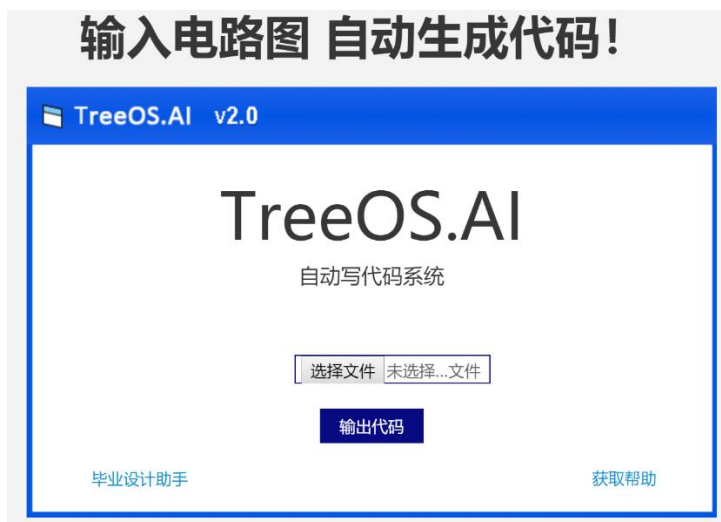 输入电路图 自动生成代码！
TreeOS.AI v2.0
TreeOS.AI
自动写代码系统
选择文件 未选择...文件
输出代码
毕业设计助手 获取帮助